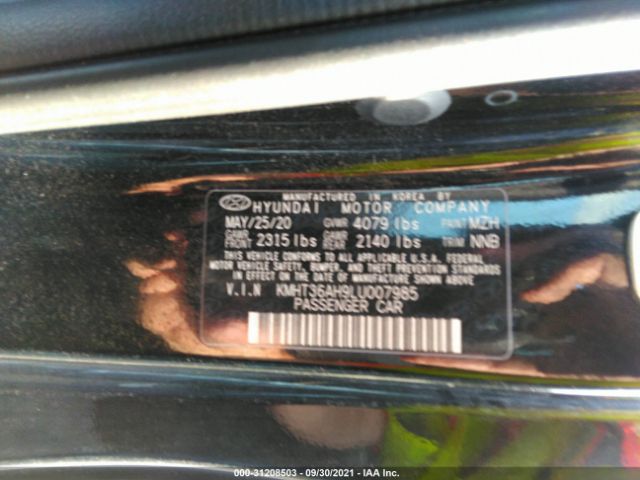 MANUFACTURED IN KOREA BY
HYUNDAI MOTOR COMPANY
MAY/25/20 GVWR 4079 lbs PAINT MZH
GAWR FRONT 2315 lbs GAWR REAR 2140 lbs TRIM NNB
THIS VEHICLE CONFORMS TO ALL APPLICABLE U.S.A. FEDERAL
MOTOR VEHICLE SAFETY, BUMPER, AND THEFT PREVENTION
STANDARDS IN EFFECT ON THE DATE OF MANUFACTURE SHOWN ABOVE.
V.I.N KMHT36AH9LU007985
PASSENGER CAR
000-31208503 - 09/30/2021 - IAA Inc.